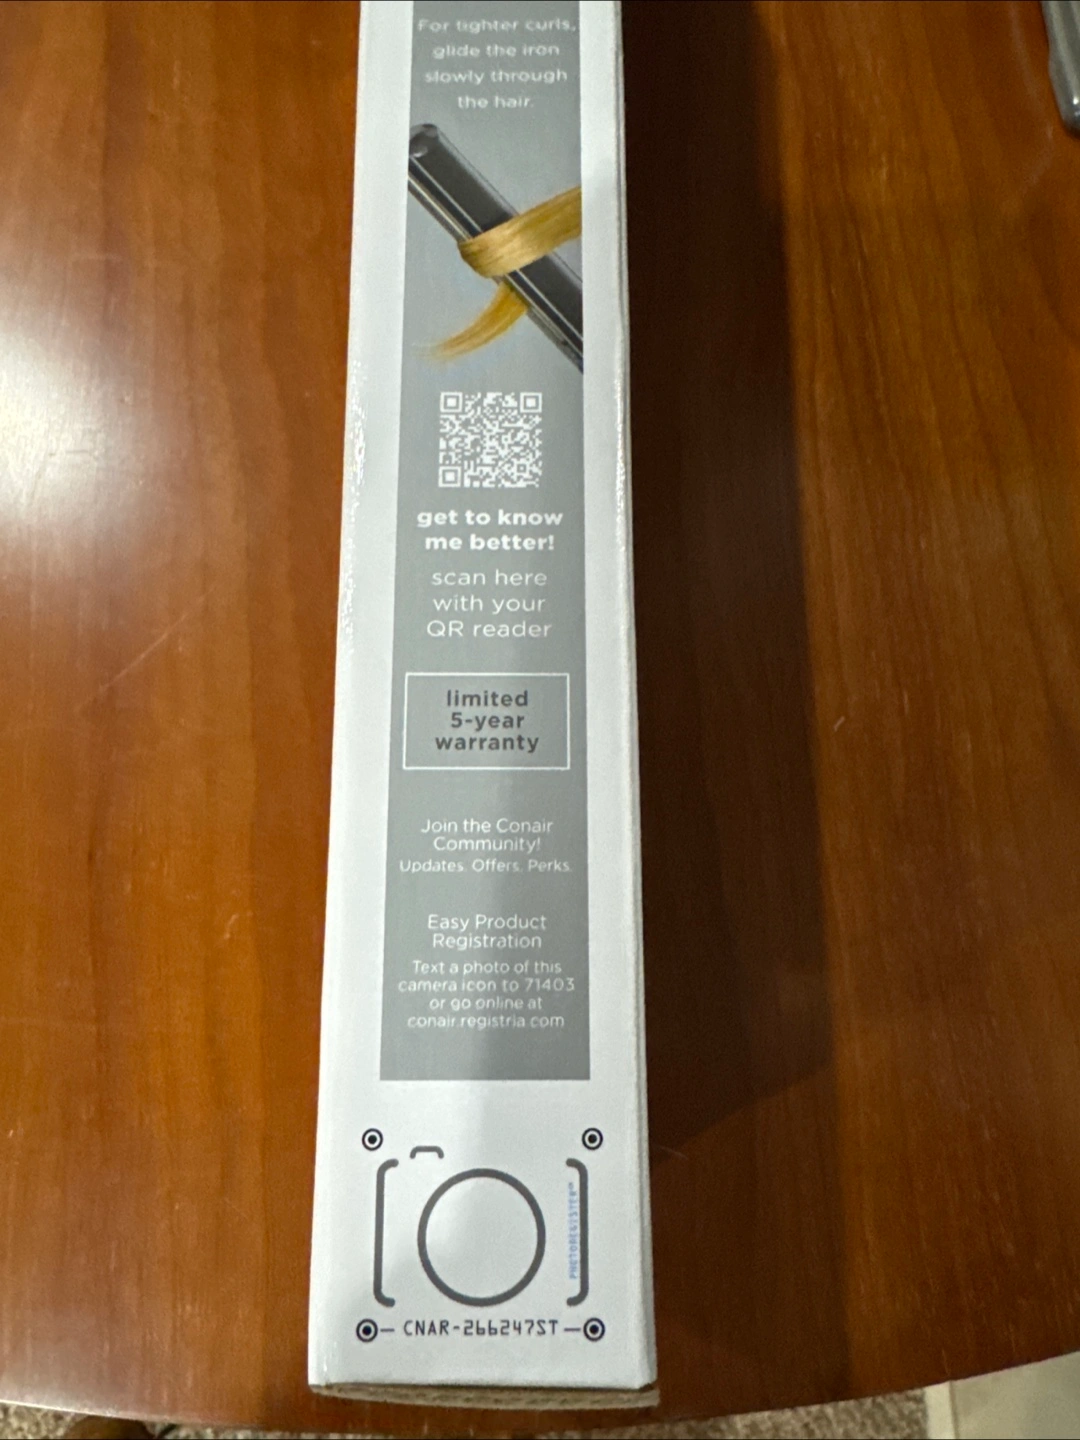 For tighter curls,
glide the iron
slowly through
the hair.
get to know
me better!
scan here
with your
QR reader
limited
5-year
warranty
Join the Conair
Community!
Updates. Offers. Perks.
Easy Product
Registration
Text a photo of this
camera icon to 71403
or go online at
conair.registria.com
PHOTOREGISTER™
CNAR-266247ST